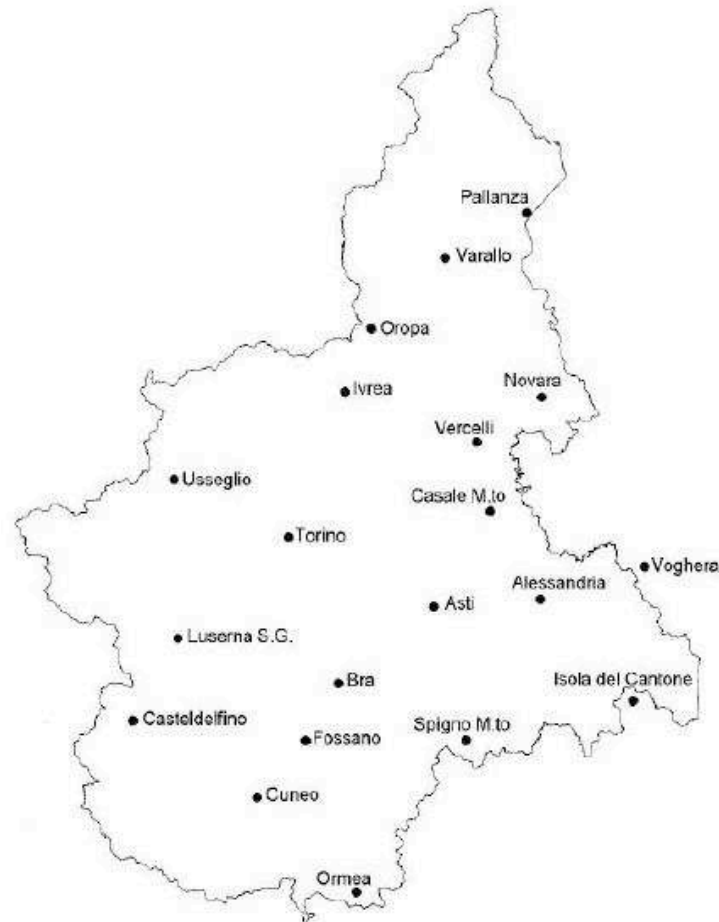 Pallanza
Varallo
Oropa
Ivrea
Novara
Vercelli
Usseglio
Casale M.to
Torino
Voghera
Alessandria
Asti
Luserna S.G.
Isola del Cantone
Bra
Casteldelfino
Fossano
Spigno M.to
Cuneo
Ormea